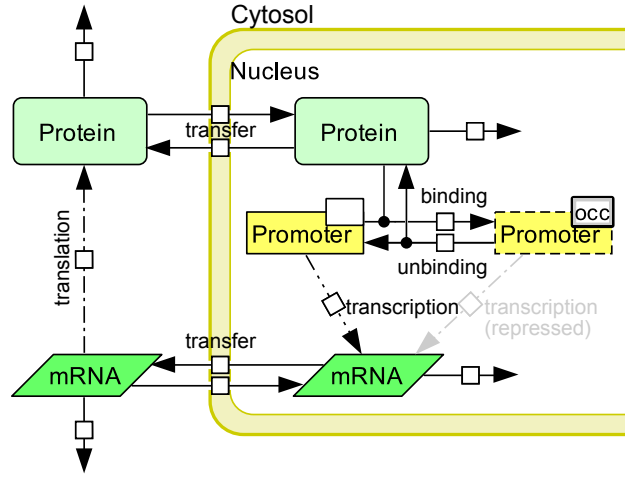 Cytosol
Nucleus
Protein
transfer
Protein
binding
occ
Promoter
Promoter
unbinding
translation
transcription
transcription
(repressed)
transfer
mRNA
mRNA